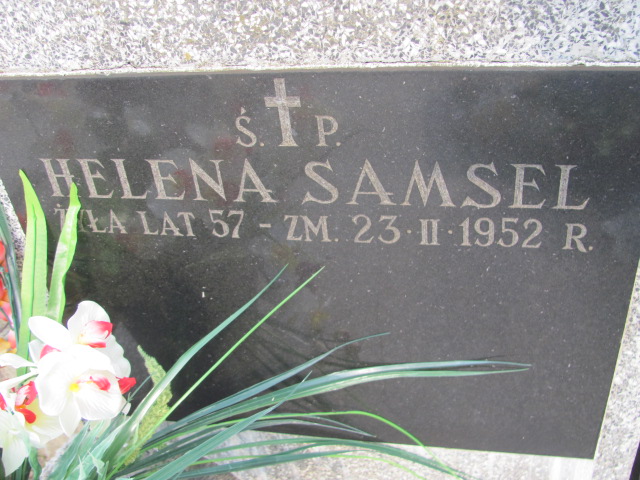 Ś. P.
HELENA SAMSEL
ŻYŁA LAT 57 - ZM. 23·II·1952 R.